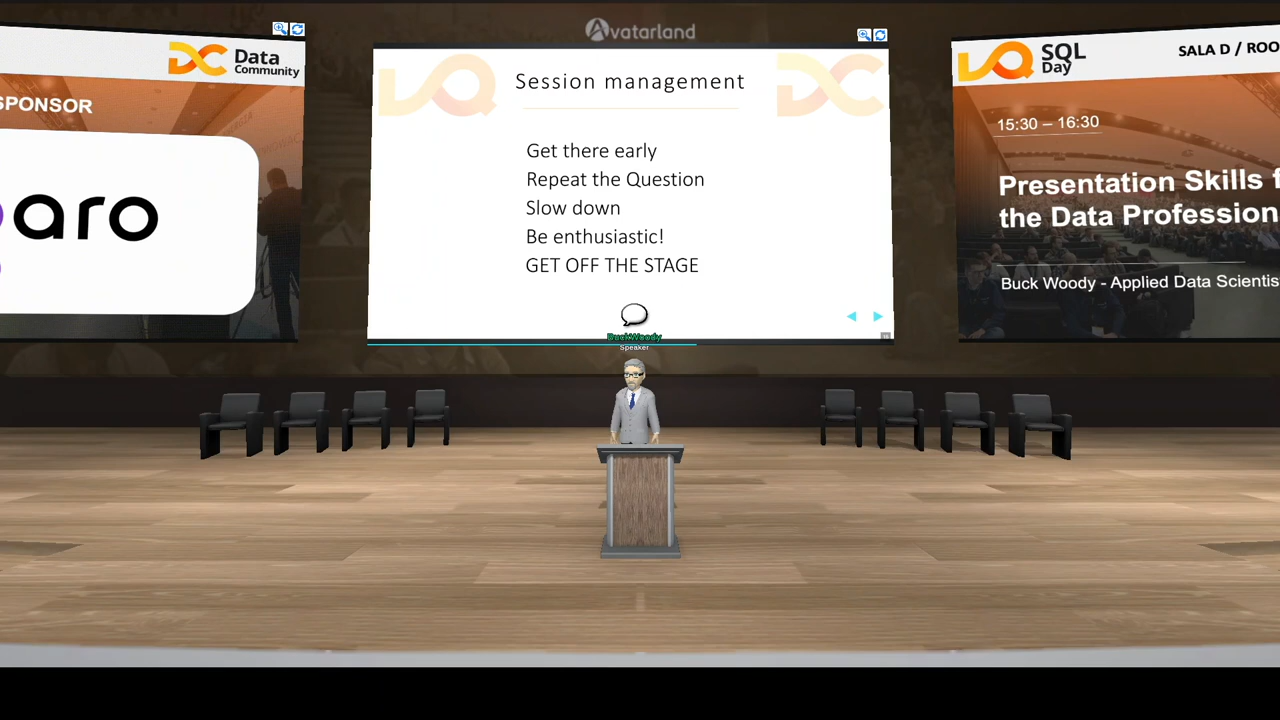 Avatarland
Data
Community
SPONSOR
aro
Session management
Get there early
Repeat the Question
Slow down
Be enthusiastic!
GET OFF THE STAGE
BuckWoody
Speaker
SQL
Day
SALA D / ROO
15:30 – 16:30
Presentation Skills f
the Data Profession
Buck Woody - Applied Data Scientis